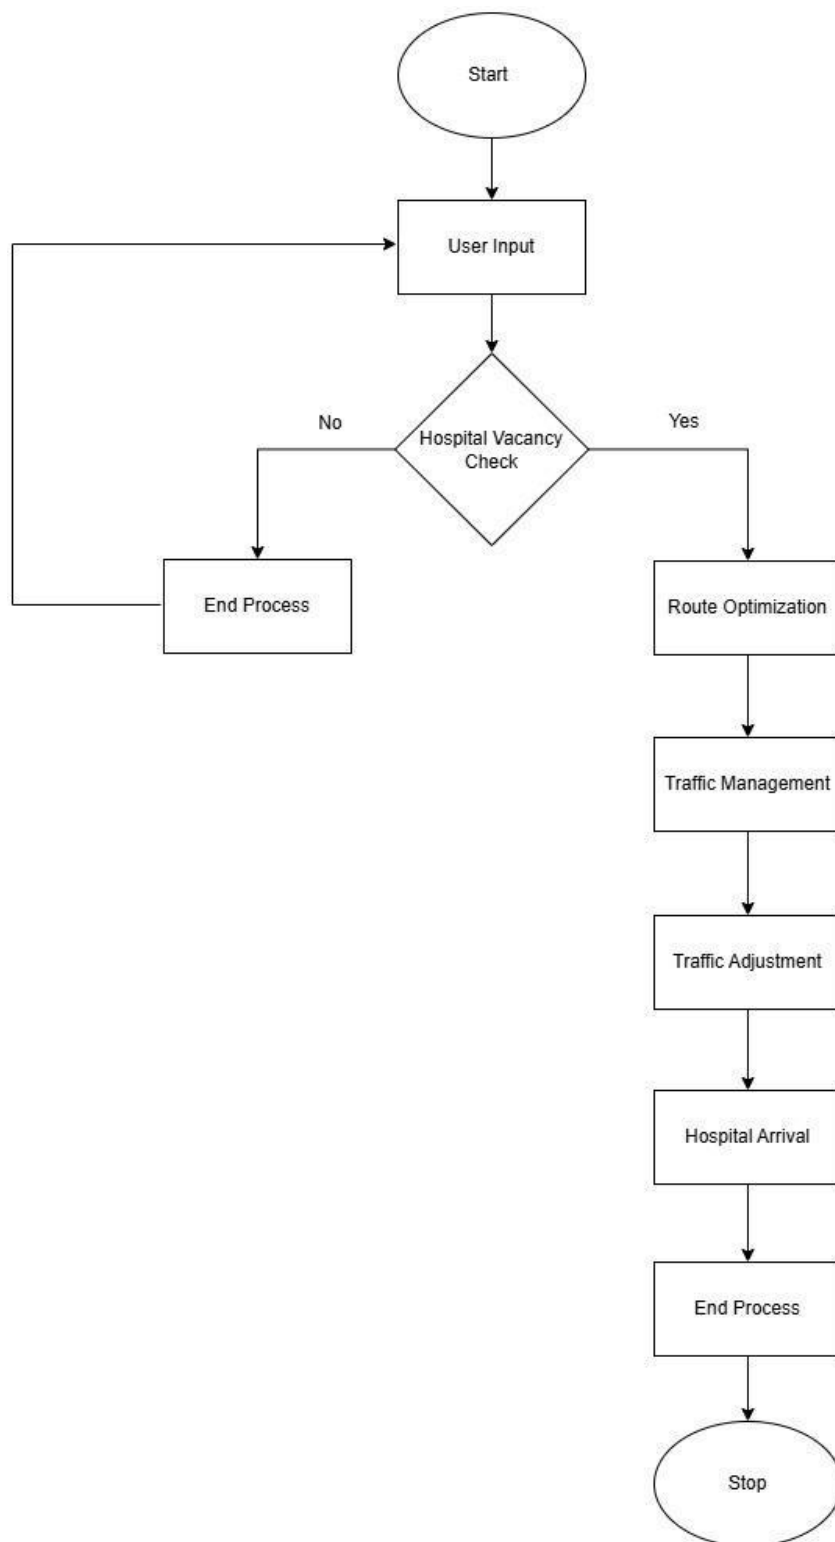 Start
User Input
No
Yes
Hospital Vacancy
Check
End Process
Route Optimization
Traffic Management
Traffic Adjustment
Hospital Arrival
End Process
Stop